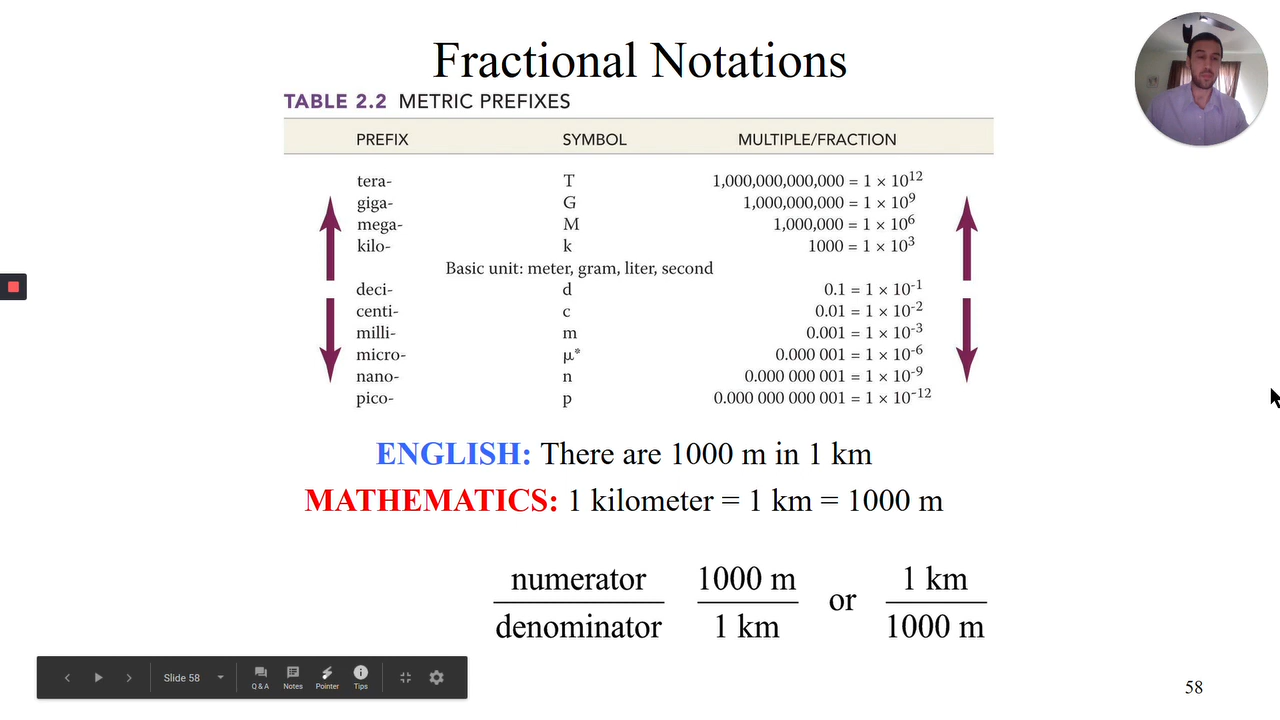 Fractional Notations
TABLE 2.2 METRIC PREFIXES
PREFIX SYMBOL MULTIPLE/FRACTION
tera- T 1,000,000,000,000 = 1 × 10¹²
giga- G 1,000,000,000 = 1 × 10⁹
mega- M 1,000,000 = 1 × 10⁶
kilo- k 1000 = 1 × 10³
Basic unit: meter, gram, liter, second
deci- d 0.1 = 1 × 10⁻¹
centi- c 0.01 = 1 × 10⁻²
milli- m 0.001 = 1 × 10⁻³
micro- μ* 0.000 001 = 1 × 10⁻⁶
nano- n 0.000 000 001 = 1 × 10⁻⁹
pico- p 0.000 000 000 001 = 1 × 10⁻¹²
ENGLISH: There are 1000 m in 1 km
MATHEMATICS: 1 kilometer = 1 km = 1000 m
numerator 1000 m or 1 km
denominator 1 km 1000 m
Slide 58 Q&A Notes Pointer Tips
58